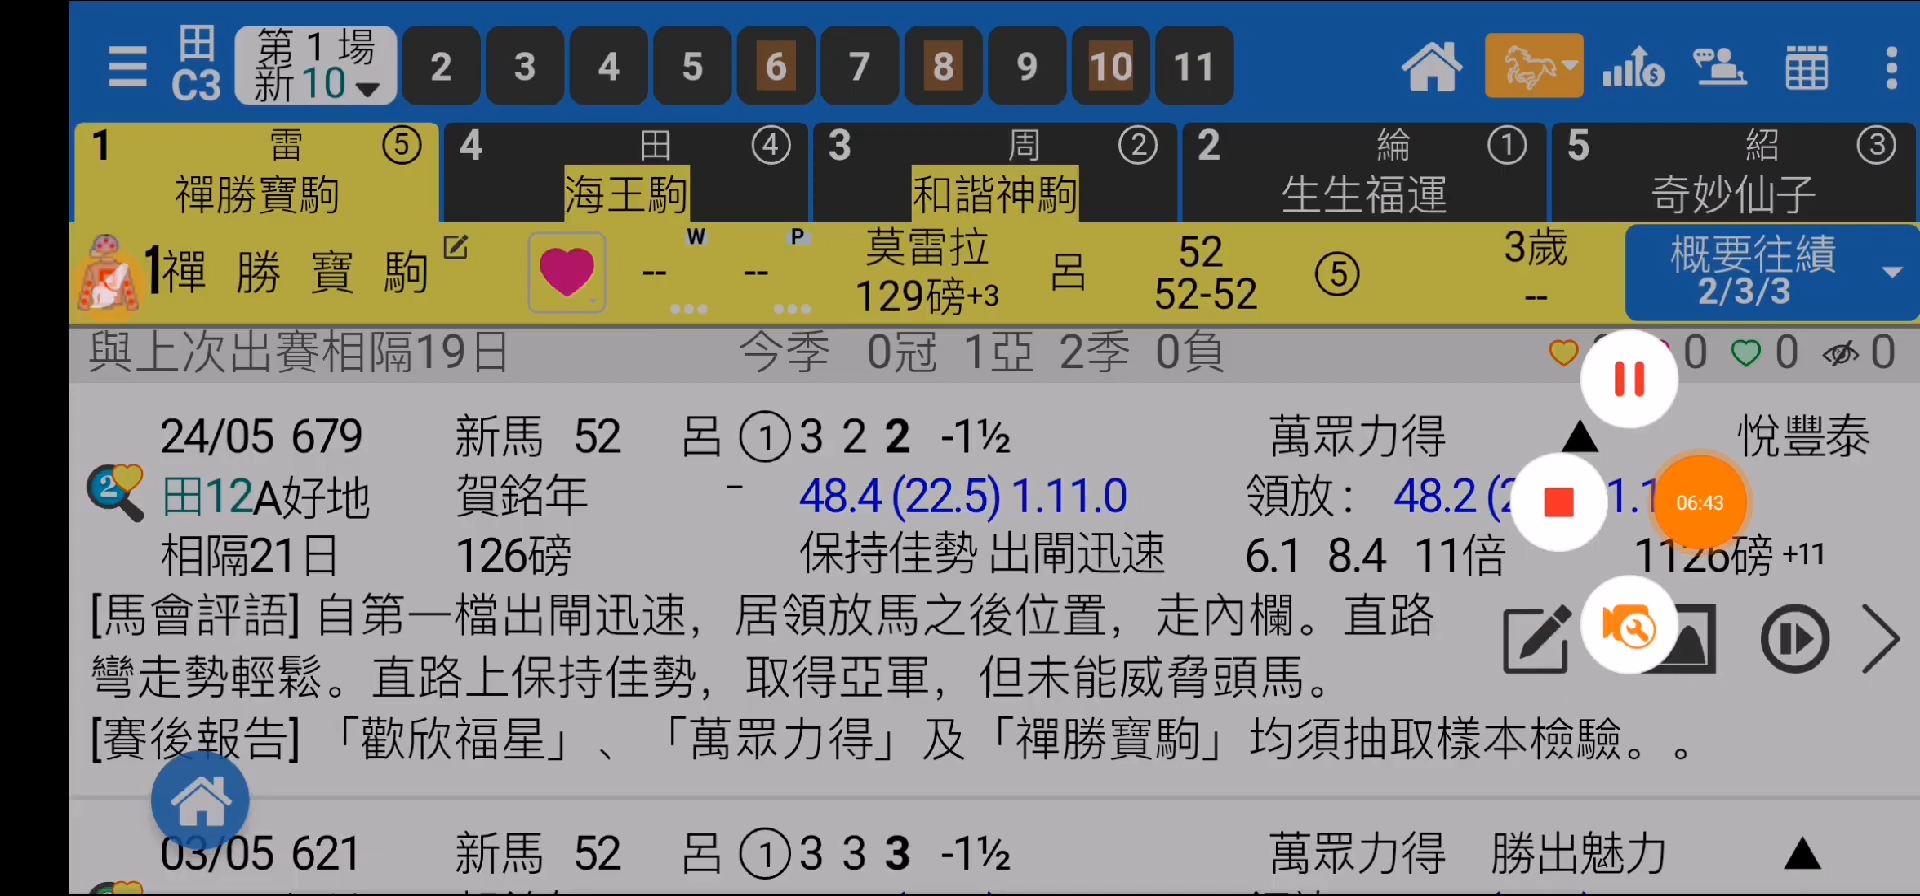 田 C3 第 1 場 新 10 2 3 4 5 6 7 8 9 10 11
1 雷 ⑤ 禪勝寶駒
4 田 ④ 海王駒
3 周 ② 和諧神駒
2 綸 ① 生生福運
5 紹 ③ 奇妙仙子
1 禪勝寶駒 W -- P -- 莫雷拉 129磅+3 呂 52 52-52 ⑤ 3歲 -- 概要往績 2/3/3
與上次出賽相隔19日 今季 0冠 1亞 2季 0負 0 0 0
24/05 679 新馬 52 呂 ① 3 2 2 -1½ 萬眾力得 悅豐泰
2 田12A好地 賀銘年 - 48.4 (22.5) 1.11.0 領放: 48.2 1.1 06:43
相隔21日 126磅 保持佳勢 出閘迅速 6.1 8.4 11倍 1126磅 +11
[馬會評語] 自第一檔出閘迅速，居領放馬之後位置，走內欄。直路
彎走勢輕鬆。直路上保持佳勢，取得亞軍，但未能威脅頭馬。
[賽後報告] 「歡欣福星」、「萬眾力得」及「禪勝寶駒」均須抽取樣本檢驗。。
03/05 621 新馬 52 呂 ① 3 3 3 -1½ 萬眾力得 勝出魅力